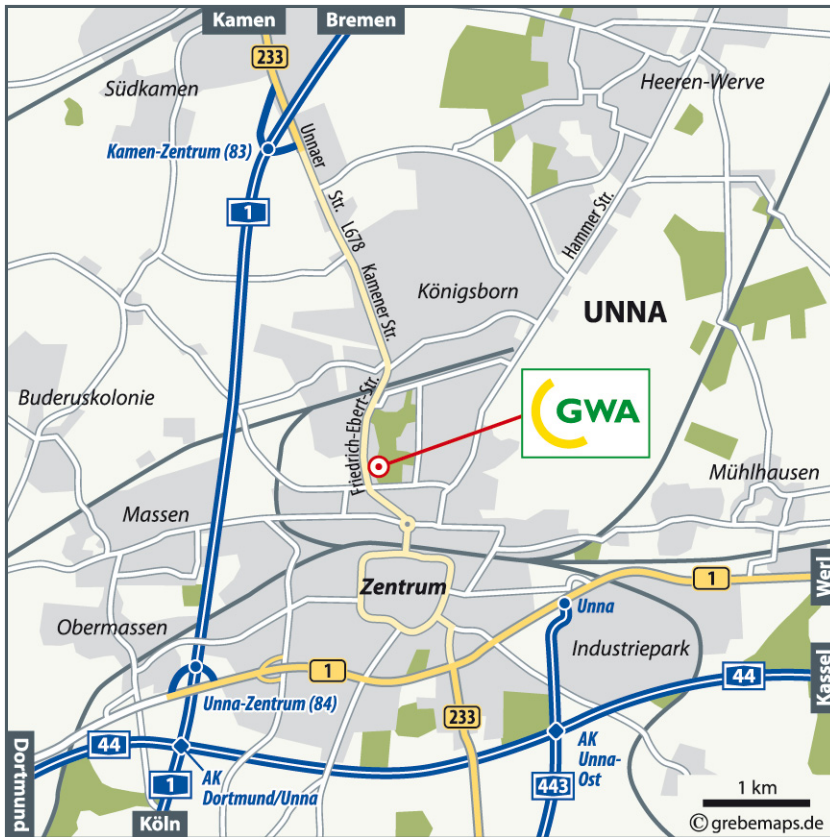 Kamen
Bremen
233
Südkamen
Heeren-Werve
Unnaer
Str.
L678
Kamener Str.
Kamen-Zentrum (83)
1
Hammer Str.
Königsborn
UNNA
Buderuskolonie
Friedrich-Ebert-Str.
GWA
Mühlhausen
Massen
Zentrum
1
Werl
Unna
Obermassen
Industriepark
1
44
Kassel
Unna-Zentrum (84)
233
Dortmund
44
AK
Dortmund/Unna
AK
Unna-
Ost
1
443
Köln
1 km
© grebemaps.de